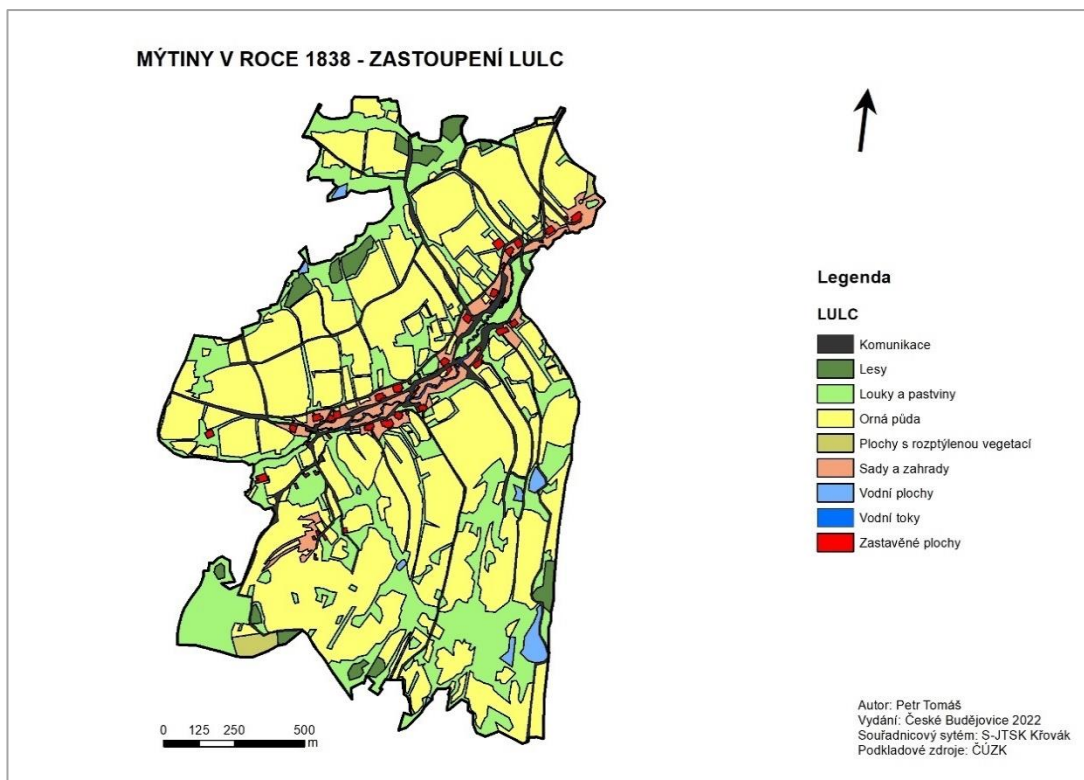 MÝTINY V ROCE 1838 - ZASTOUPENÍ LULC
Legenda
LULC
Komunikace
Lesy
Louky a pastviny
Orná půda
Plochy s rozptýlenou vegetací
Sady a zahrady
Vodní plochy
Vodní toky
Zastavěné plochy
0 125 250 500
m
Autor: Petr Tomáš
Vydání: České Budějovice 2022
Souřadnicový sytém: S-JTSK Křovák
Podkladové zdroje: ČÚZK